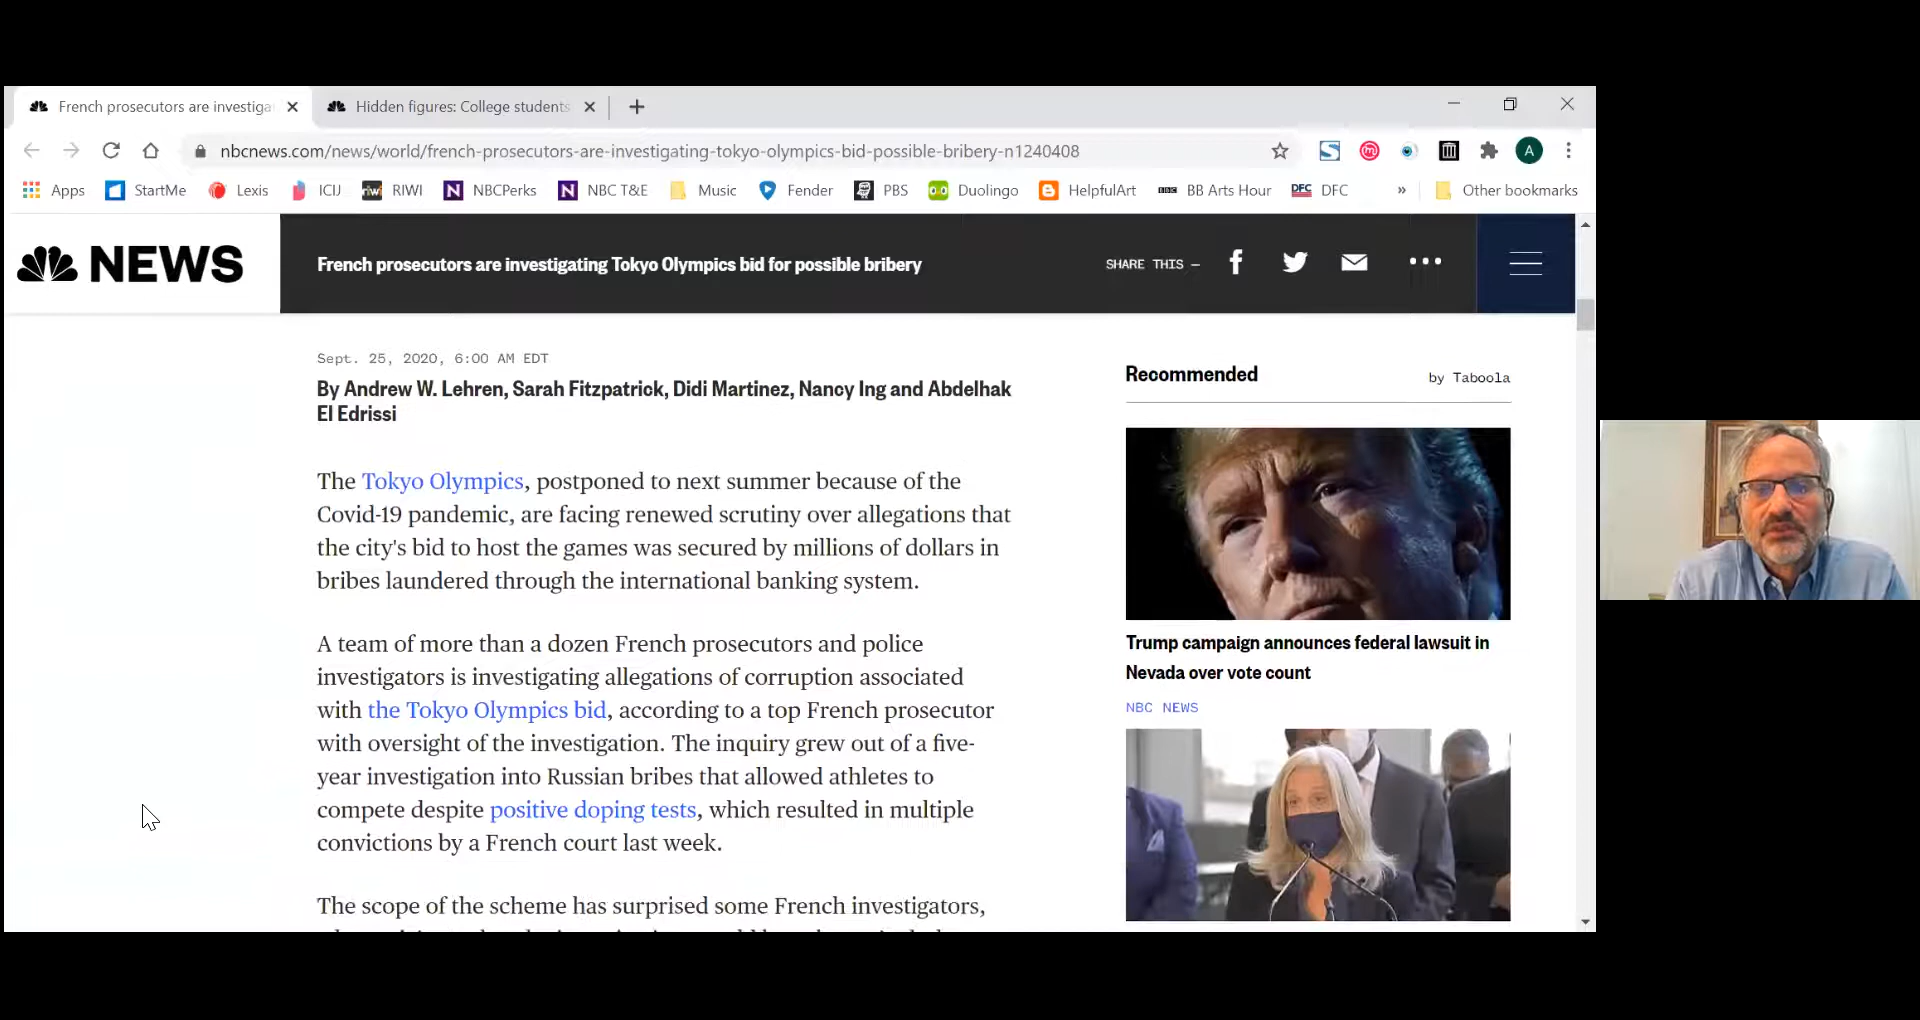 French prosecutors are investiga
Hidden figures: College students
nbcnews.com/news/world/french-prosecutors-are-investigating-tokyo-olympics-bid-possible-bribery-n1240408
A
Apps
StartMe
Lexis
ICIJ
riwi RIWI
N NBCPerks
N NBC T&E
Music
Fender
PBS
Duolingo
HelpfulArt
BBC BB Arts Hour
DFC DFC
»
Other bookmarks
NEWS
French prosecutors are investigating Tokyo Olympics bid for possible bribery
SHARE THIS —
Sept. 25, 2020, 6:00 AM EDT
By Andrew W. Lehren, Sarah Fitzpatrick, Didi Martinez, Nancy Ing and Abdelhak
El Edrissi
The Tokyo Olympics, postponed to next summer because of the
Covid-19 pandemic, are facing renewed scrutiny over allegations that
the city's bid to host the games was secured by millions of dollars in
bribes laundered through the international banking system.
A team of more than a dozen French prosecutors and police
investigators is investigating allegations of corruption associated
with the Tokyo Olympics bid, according to a top French prosecutor
with oversight of the investigation. The inquiry grew out of a five-
year investigation into Russian bribes that allowed athletes to
compete despite positive doping tests, which resulted in multiple
convictions by a French court last week.
The scope of the scheme has surprised some French investigators,
Recommended
by Taboola
Trump campaign announces federal lawsuit in
Nevada over vote count
NBC NEWS